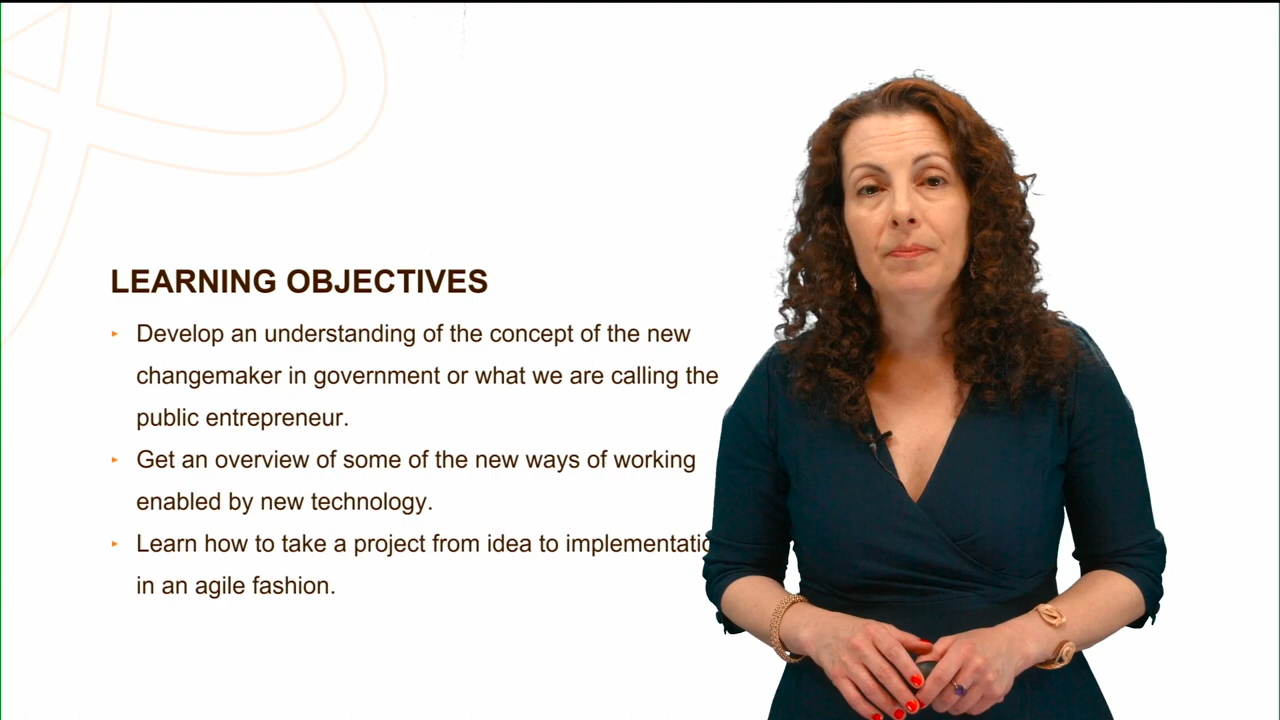 LEARNING OBJECTIVES
Develop an understanding of the concept of the new
changemaker in government or what we are calling the
public entrepreneur.
Get an overview of some of the new ways of working
enabled by new technology.
Learn how to take a project from idea to implementatio
in an agile fashion.